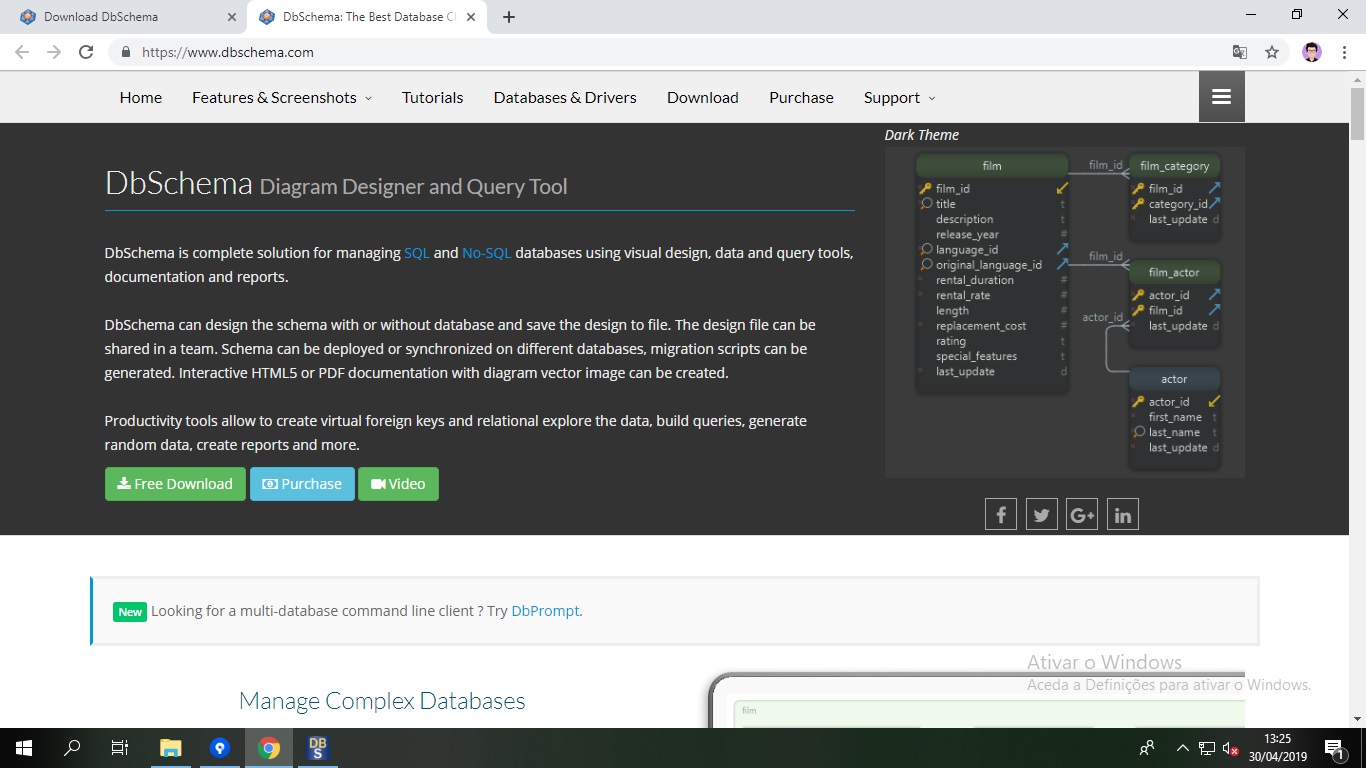 Download DbSchema
DbSchema: The Best Database Cl
https://www.dbschema.com
Home Features & Screenshots Tutorials Databases & Drivers Download Purchase Support
Dark Theme
DbSchema Diagram Designer and Query Tool
DbSchema is complete solution for managing SQL and No-SQL databases using visual design, data and query tools,
documentation and reports.
DbSchema can design the schema with or without database and save the design to file. The design file can be
shared in a team. Schema can be deployed or synchronized on different databases, migration scripts can be
generated. Interactive HTML5 or PDF documentation with diagram vector image can be created.
Productivity tools allow to create virtual foreign keys and relational explore the data, build queries, generate
random data, create reports and more.
Free Download Purchase Video
film
film_id
title t
description t
release_year #
language_id
original_language_id
rental_duration #
rental_rate #
length #
replacement_cost #
rating t
special_features t
last_update d
film_id
film_category
film_id
category_id
last_update d
film_id
film_actor
actor_id
film_id
last_update d
actor_id
actor
actor_id
first_name t
last_name t
last_update d
f G+ in
New Looking for a multi-database command line client ? Try DbPrompt.
Manage Complex Databases
film
Ativar o Windows
Aceda a Definições para ativar o Windows.
DB
S
13:25
30/04/2019
1